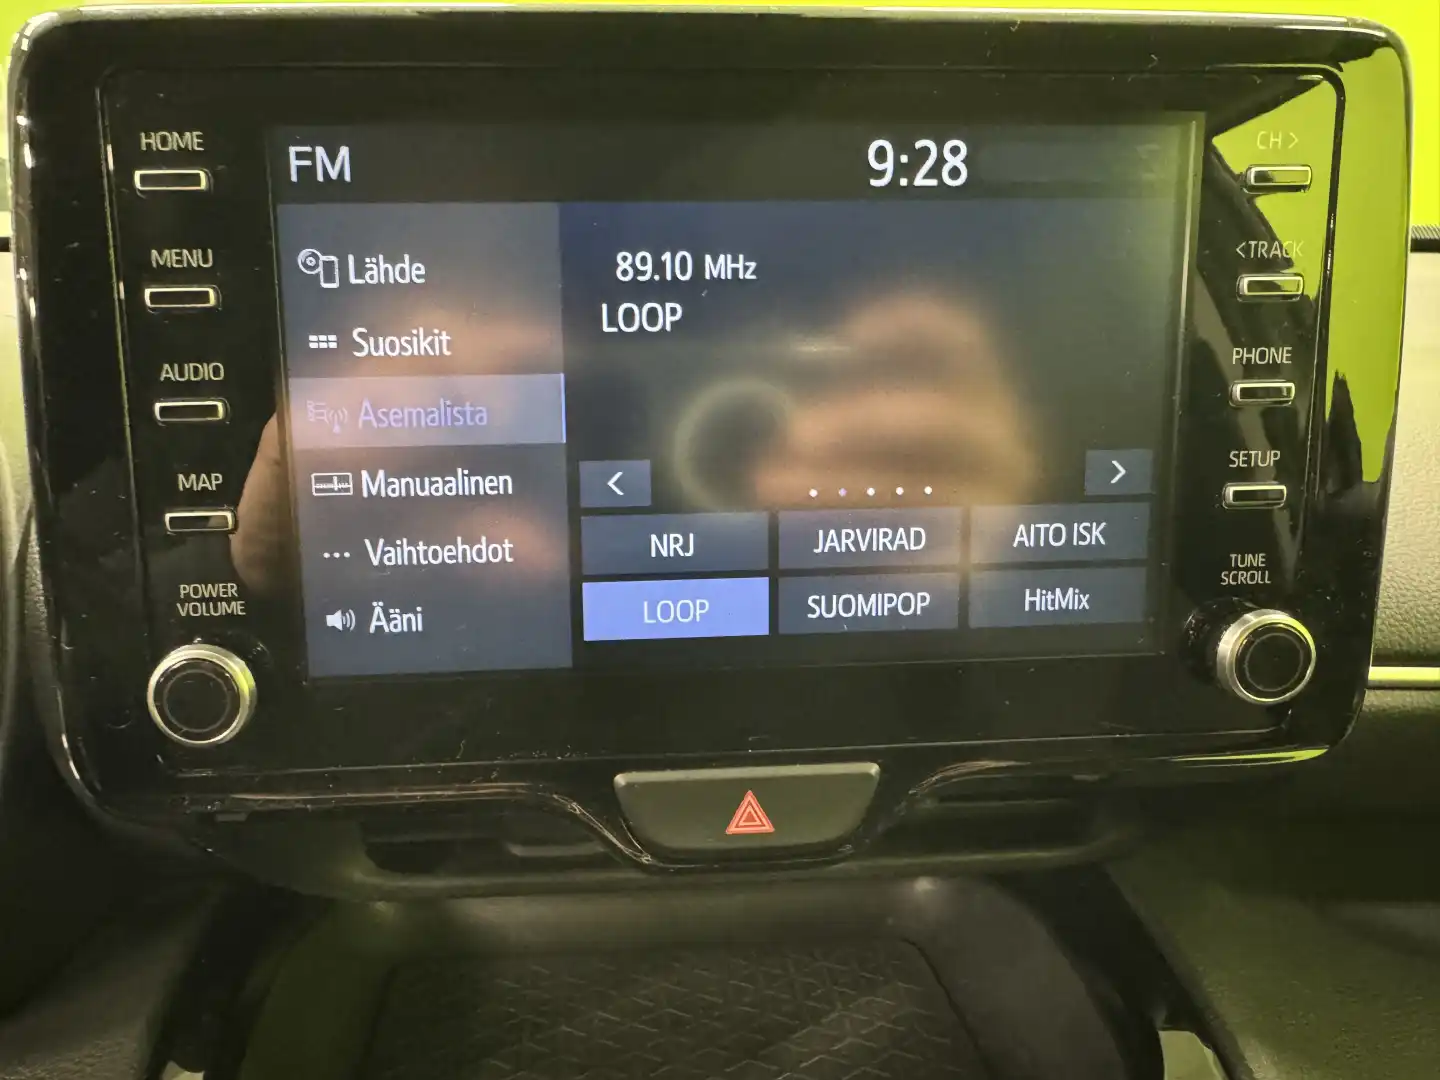 HOME
MENU
AUDIO
MAP
POWER
VOLUME
FM
9:28
Lähde
Suosikit
Asemalista
Manuaalinen
Vaihtoehdot
Ääni
89.10 MHz
LOOP
<
>
NRJ
JARVIRAD
AITO ISK
LOOP
SUOMIPOP
HitMix
CH >
<TRACK
PHONE
SETUP
TUNE
SCROLL